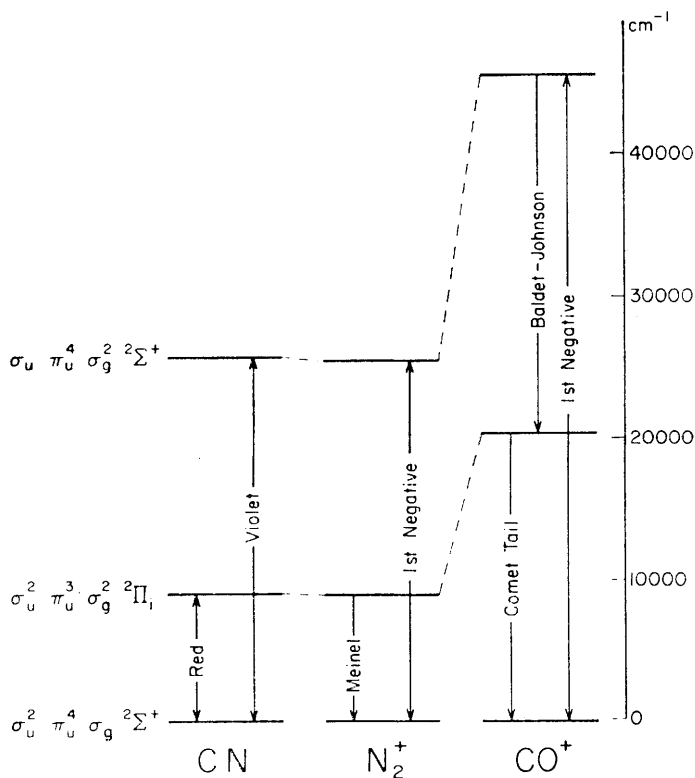 cm⁻¹
40000
Baldet-Johnson
1st Negative
30000
σᵤ πᵤ⁴ σg² ²Σ⁺
20000
Violet
1st Negative
Comet Tail
10000
σᵤ² πᵤ³ σg² ²Πᵢ
Red
Meinel
σᵤ² πᵤ⁴ σg ²Σ⁺
0
CN
N₂⁺
CO⁺